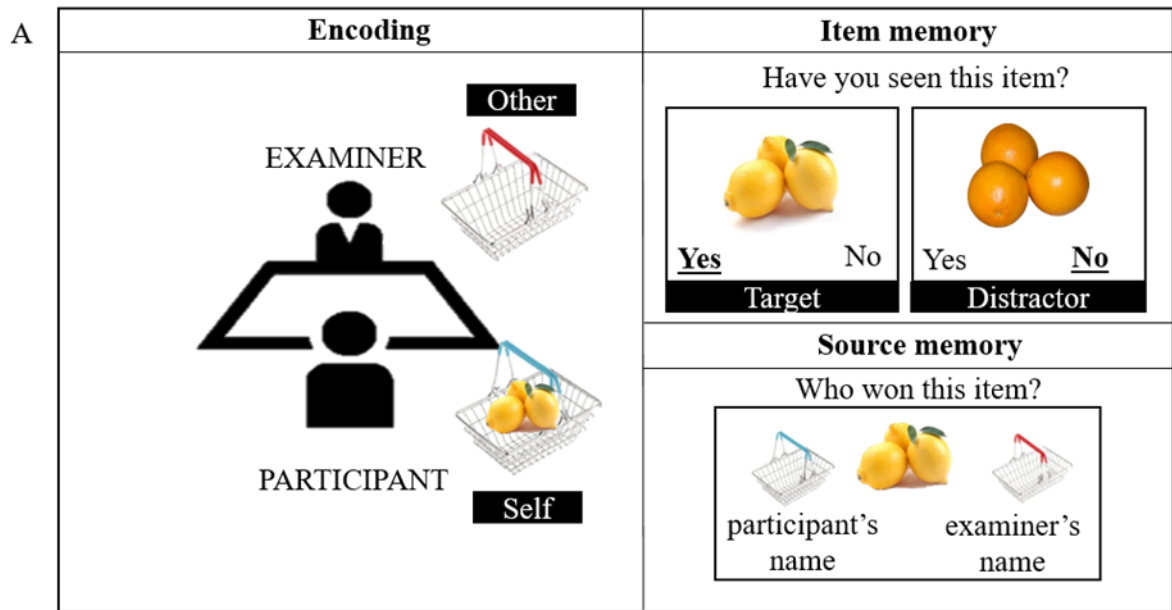 A
Encoding
Other
EXAMINER
PARTICIPANT
Self
Item memory
Have you seen this item?
Yes No
Target
Yes No
Distractor
Source memory
Who won this item?
participant's
name
examiner's
name